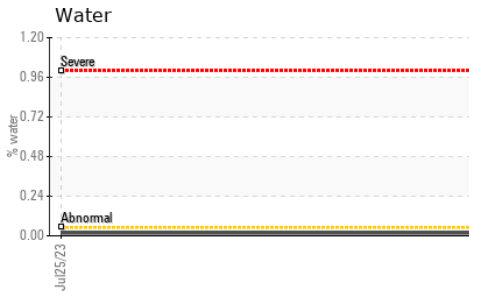 Water
1.20
Severe
0.96
0.72
% water
0.48
0.24
Abnormal
0.00
Jul25/23